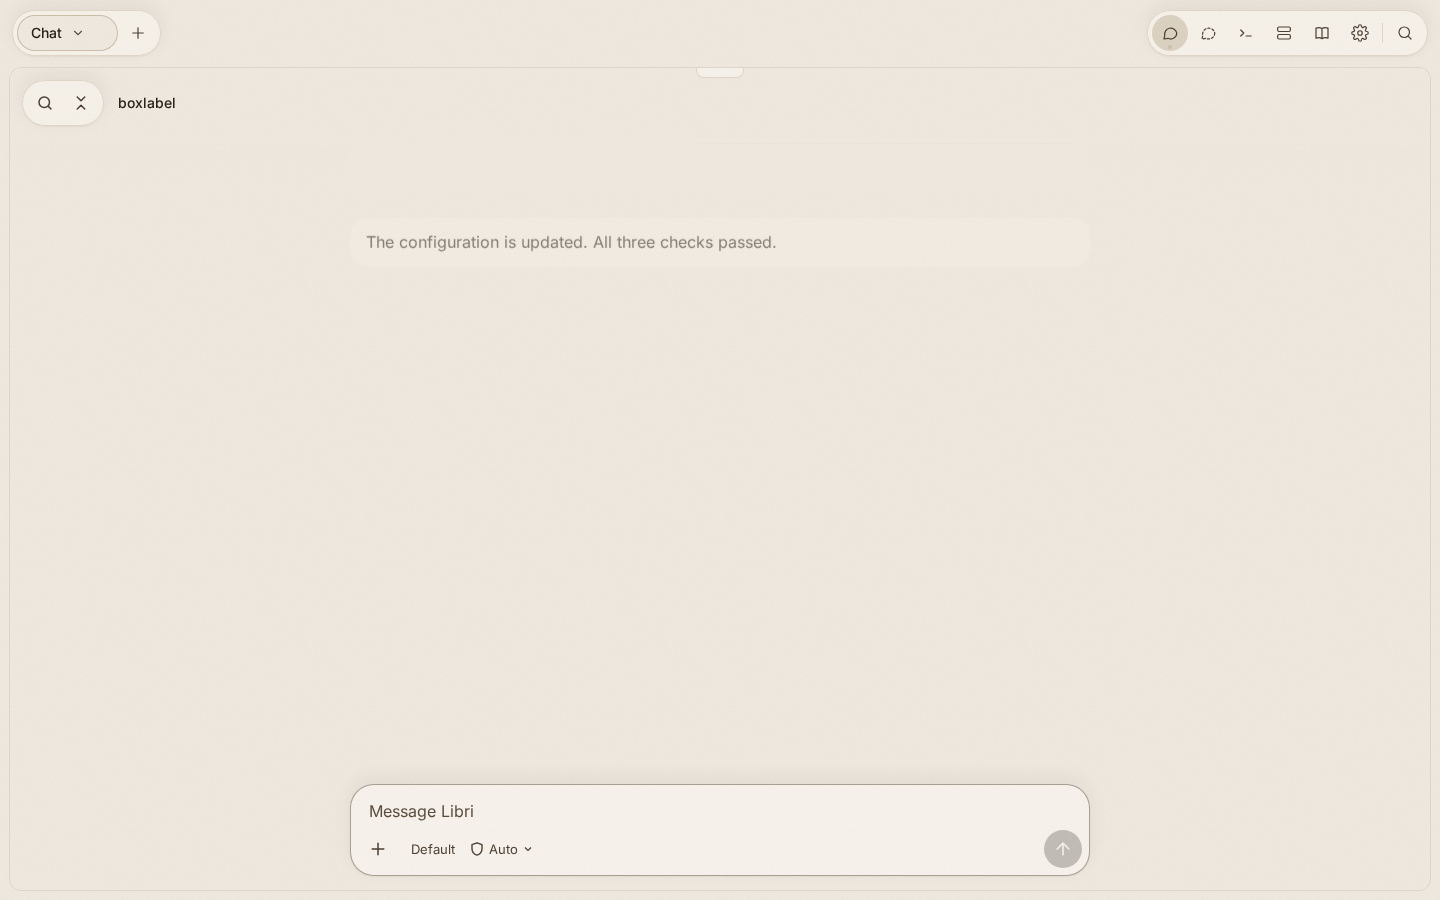 Chat
boxlabel
The configuration is updated. All three checks passed.
Message Libri
Default Auto